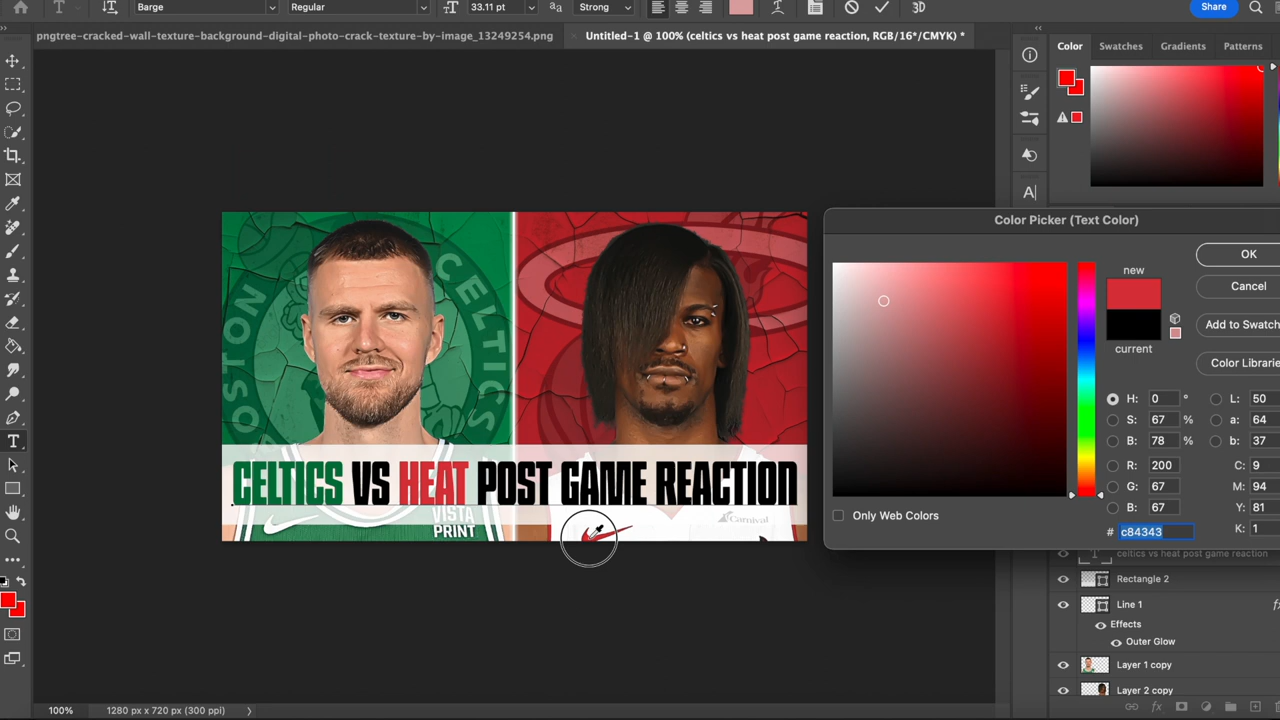 Barge
Regular
33.11 pt
Strong
3D
Share
pngtree-cracked-wall-texture-background-digital-photo-crack-texture-by-image_13249254.png
Untitled-1 @ 100% (celtics vs heat post game reaction, RGB/16*/CMYK) *
Color
Swatches
Gradients
Patterns
Color Picker (Text Color)
new
current
OK
Cancel
Add to Swatch
Color Librarie
H: 0 °
S: 67 %
B: 78 %
R: 200
G: 67
B: 67
L: 50
a: 64
b: 37
C: 9
M: 94
Y: 81
K: 1
# c84343
Only Web Colors
BOSTON
CELTICS
CELTICS VS HEAT POST GAME REACTION
VISTA
PRINT
Carnival
celtics vs heat post game reaction
Rectangle 2
Line 1
fx
Effects
Outer Glow
Layer 1 copy
Layer 2 copy
fx
100%
1280 px x 720 px (300 ppi)